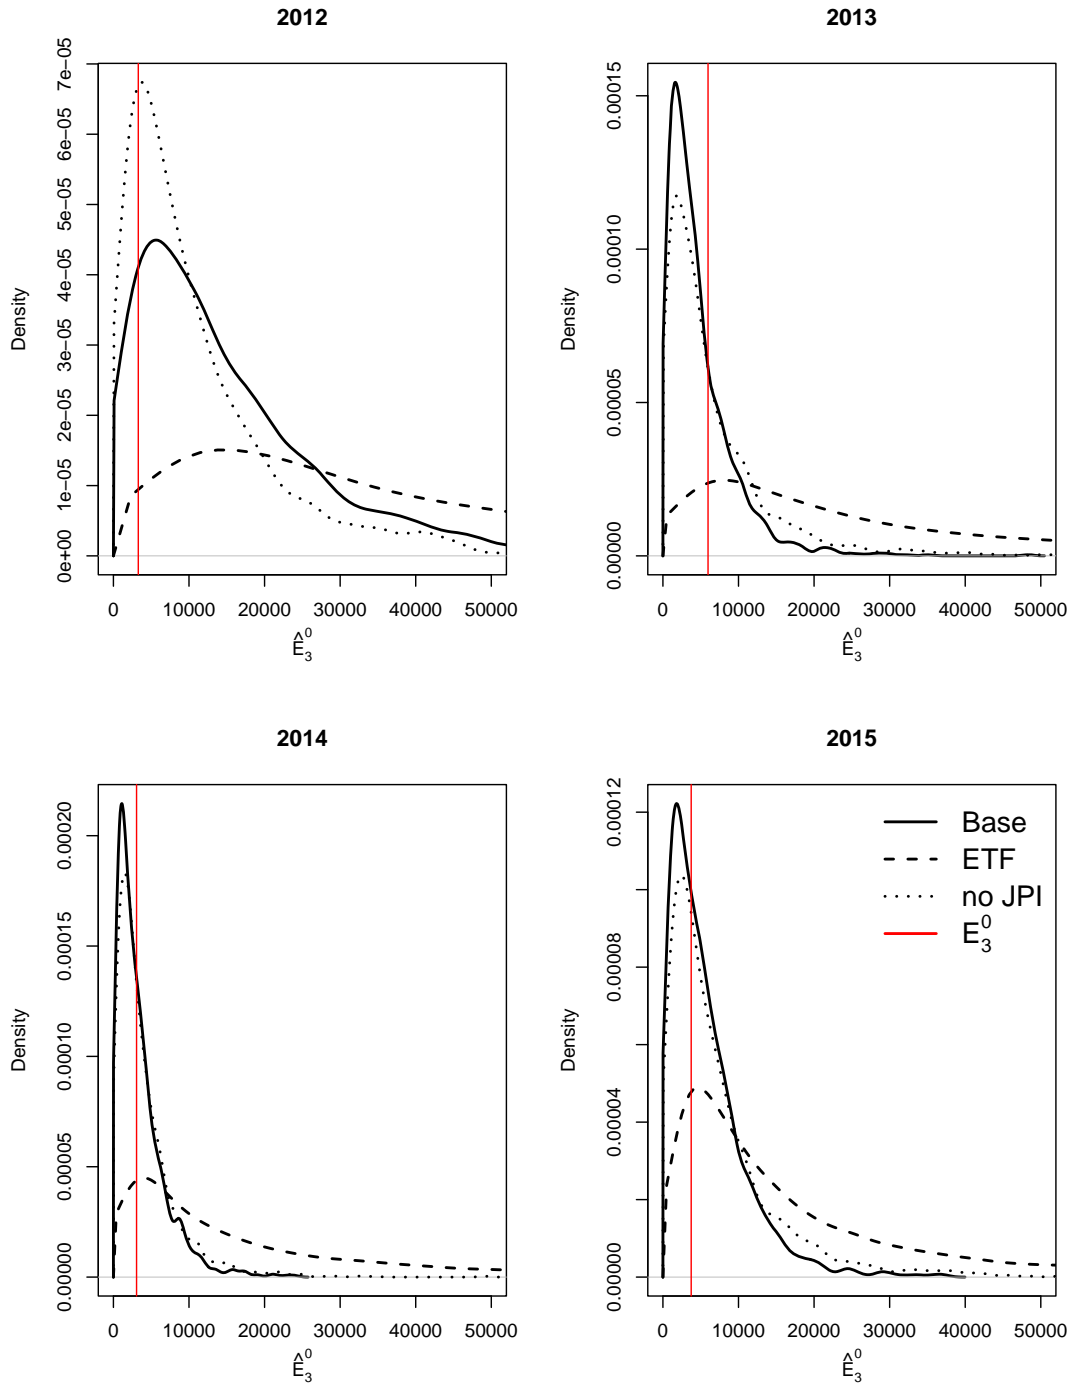 2012
Density
0e+00 1e−05 2e−05 3e−05 4e−05 5e−05 6e−05 7e−05
0 10000 20000 30000 40000 50000
Ê₃⁰
2013
Density
0.00000 0.00005 0.00010 0.00015
0 10000 20000 30000 40000 50000
Ê₃⁰
2014
Density
0.00000 0.00005 0.00010 0.00015 0.00020
0 10000 20000 30000 40000 50000
Ê₃⁰
2015
Density
0.00000 0.00004 0.00008 0.00012
0 10000 20000 30000 40000 50000
Ê₃⁰
Base
ETF
no JPI
E₃⁰